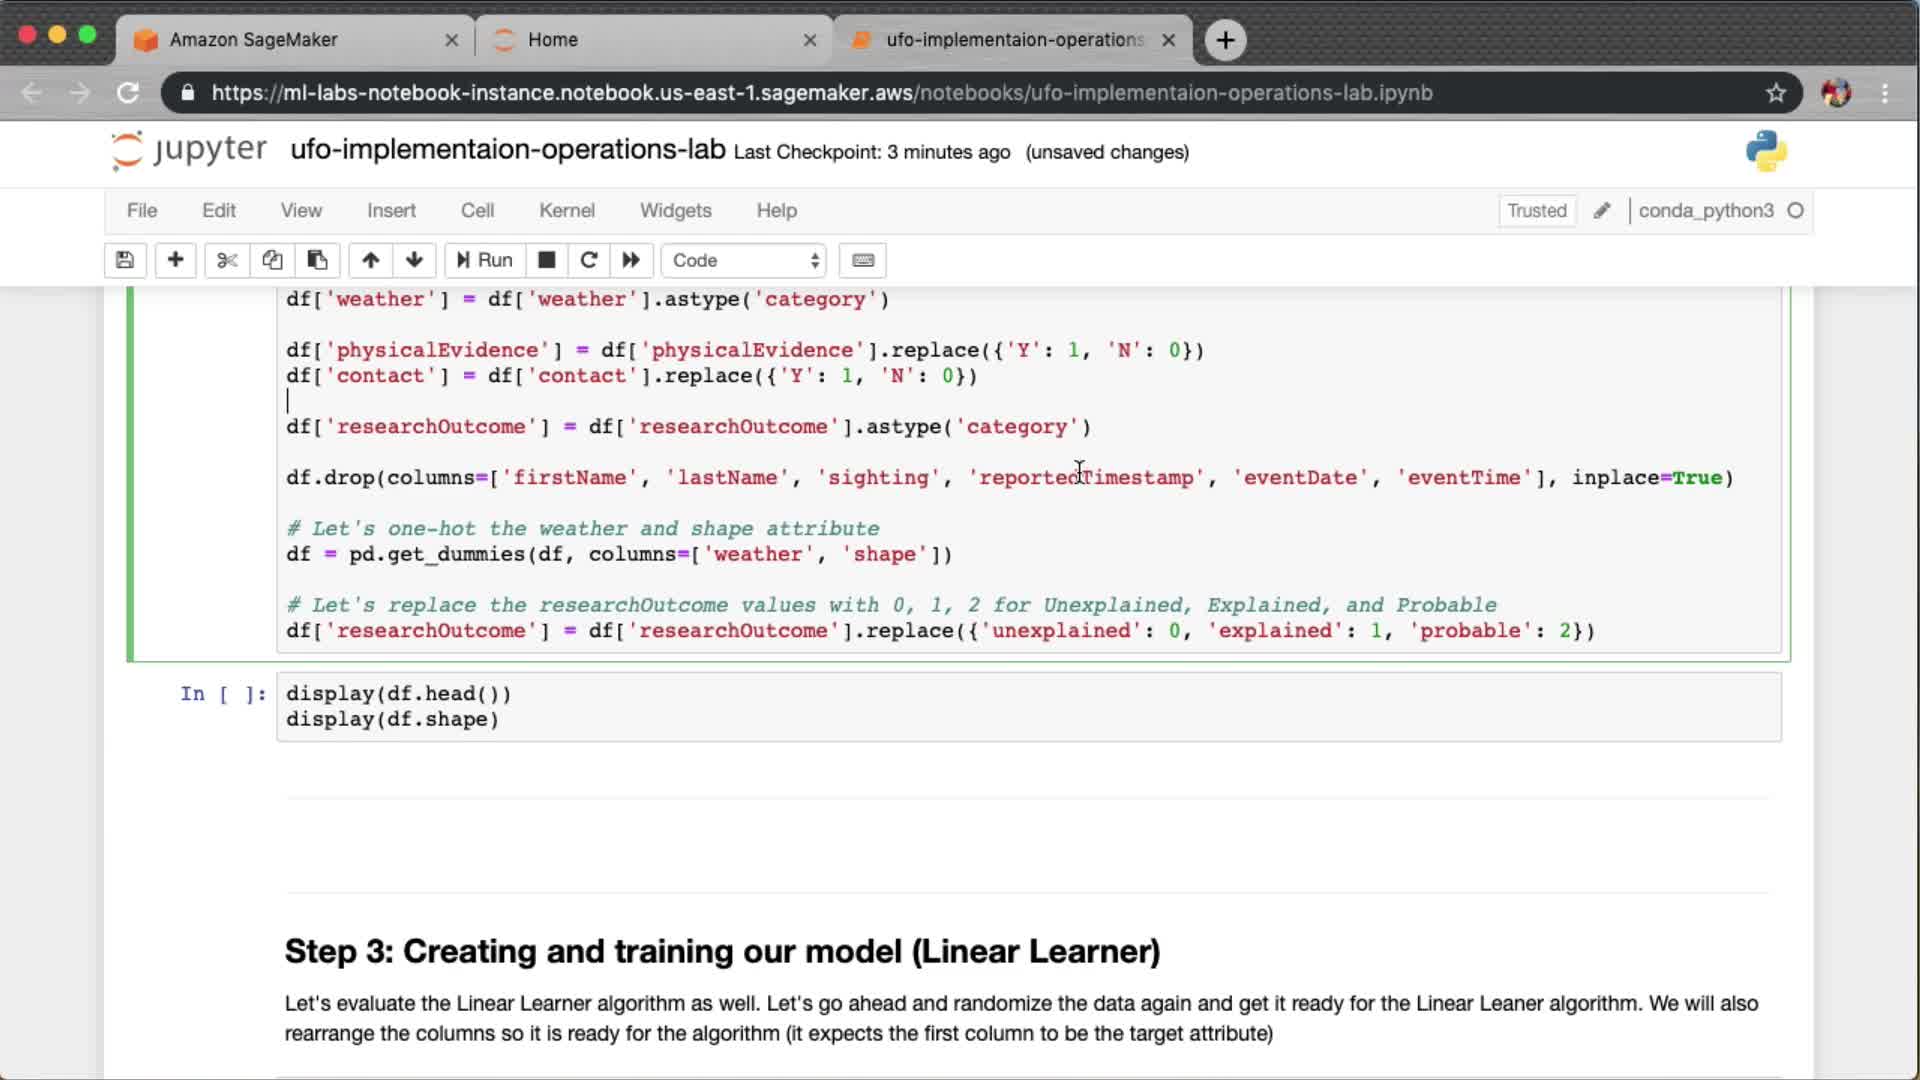 Amazon SageMaker
Home
ufo-implementaion-operations
https://ml-labs-notebook-instance.notebook.us-east-1.sagemaker.aws/notebooks/ufo-implementaion-operations-lab.ipynb
jupyter ufo-implementaion-operations-lab Last Checkpoint: 3 minutes ago (unsaved changes)
File Edit View Insert Cell Kernel Widgets Help Trusted conda_python3
Run Code
df['weather'] = df['weather'].astype('category')
df['physicalEvidence'] = df['physicalEvidence'].replace({'Y': 1, 'N': 0})
df['contact'] = df['contact'].replace({'Y': 1, 'N': 0})
df['researchOutcome'] = df['researchOutcome'].astype('category')
df.drop(columns=['firstName', 'lastName', 'sighting', 'reportedTimestamp', 'eventDate', 'eventTime'], inplace=True)
# Let's one-hot the weather and shape attribute
df = pd.get_dummies(df, columns=['weather', 'shape'])
# Let's replace the researchOutcome values with 0, 1, 2 for Unexplained, Explained, and Probable
df['researchOutcome'] = df['researchOutcome'].replace({'unexplained': 0, 'explained': 1, 'probable': 2})
In [ ]: display(df.head())
display(df.shape)
Step 3: Creating and training our model (Linear Learner)
Let's evaluate the Linear Learner algorithm as well. Let's go ahead and randomize the data again and get it ready for the Linear Leaner algorithm. We will also
rearrange the columns so it is ready for the algorithm (it expects the first column to be the target attribute)